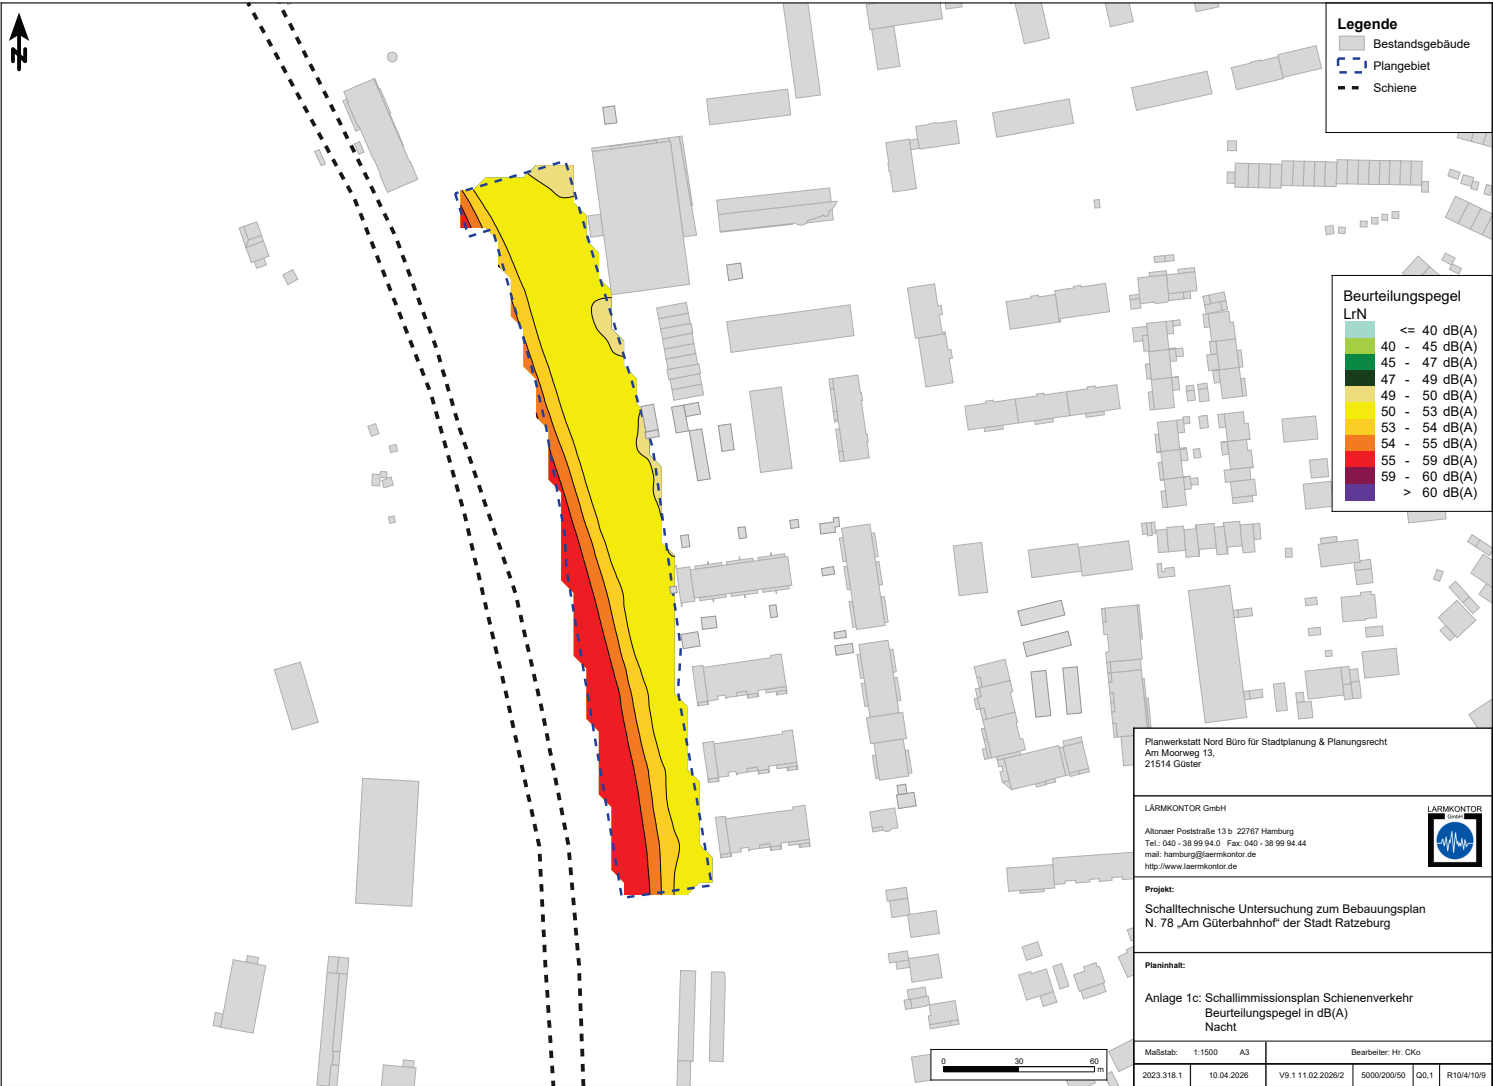 N
Legende
Bestandsgebäude
Plangebiet
Schiene
Beurteilungspegel
LrN
<= 40 dB(A)
40 - 45 dB(A)
45 - 47 dB(A)
47 - 49 dB(A)
49 - 50 dB(A)
50 - 53 dB(A)
53 - 54 dB(A)
54 - 55 dB(A)
55 - 59 dB(A)
59 - 60 dB(A)
> 60 dB(A)
Planwerkstatt Nord Büro für Stadtplanung & Planungsrecht
Am Moorweg 13,
21514 Güster
LÄRMKONTOR GmbH
Altonaer Poststraße 13 b 22767 Hamburg
Tel.: 040 - 38 99 94.0 Fax: 040 - 38 99 94.44
mail: hamburg@laermkontor.de
http://www.laermkontor.de
LÄRMKONTOR
GmbH
Projekt:
Schalltechnische Untersuchung zum Bebauungsplan
N. 78 „Am Güterbahnhof“ der Stadt Ratzeburg
Planinhalt:
Anlage 1c: Schallimmissionsplan Schienenverkehr
Beurteilungspegel in dB(A)
Nacht
Maßstab: 1:1500 A3 Bearbeiter: Hr. CKo
2023.318.1 10.04.2026 V9.1 11.02.2026/2 5000/200/50 Q0,1 R10/4/10/9
0 30 60
m